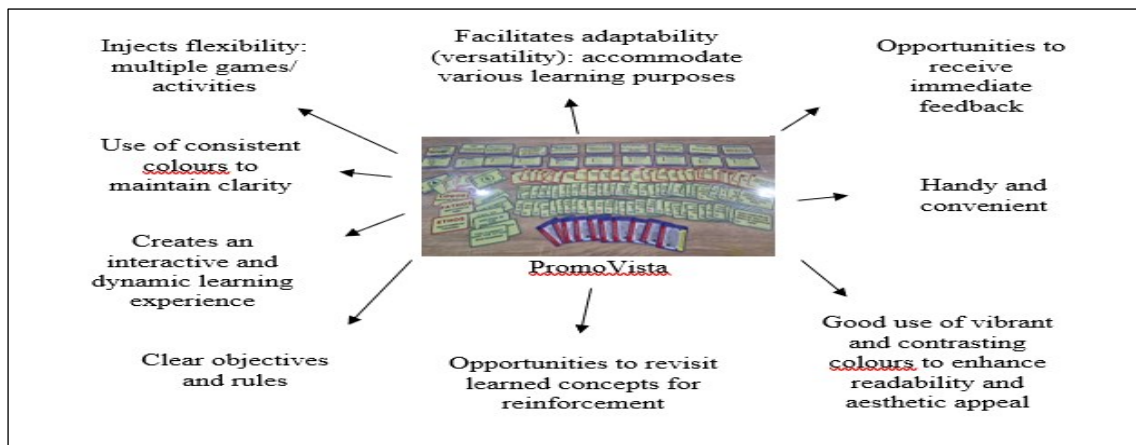 Injects flexibility:
multiple games/
activities
Facilitates adaptability
(versatility): accommodate
various learning purposes
Opportunities to
receive
immediate
feedback
Use of consistent
colours to
maintain clarity
Handy and
convenient
Creates an
interactive and
dynamic learning
experience
PromoVista
Clear objectives
and rules
Opportunities to revisit
learned concepts for
reinforcement
Good use of vibrant
and contrasting
colours to enhance
readability and
aesthetic appeal